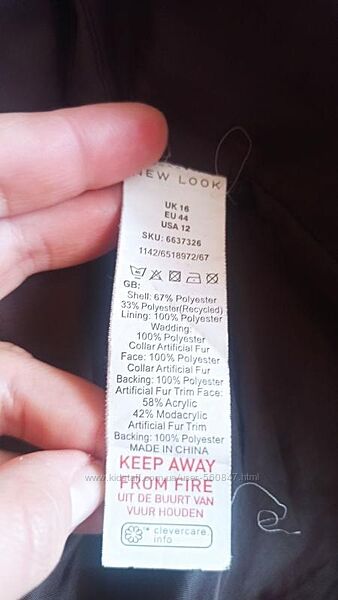 NEW LOOK
UK 16
EU 44
USA 12
SKU: 6637326
1142/6518972/67
GB:
Shell: 67% Polyester
33% Polyester(Recycled)
Lining: 100% Polyester
Wadding:
100% Polyester
Collar Artificial Fur
Face: 100% Polyester
Collar Artificial Fur
Backing: 100% Polyester
Artificial Fur Trim Face:
58% Acrylic
42% Modacrylic
Artificial Fur Trim
Backing: 100% Polyester
MADE IN CHINA
KEEP AWAY
FROM FIRE
UIT DE BUURT VAN
VUUR HOUDEN
™ clevercare.
info